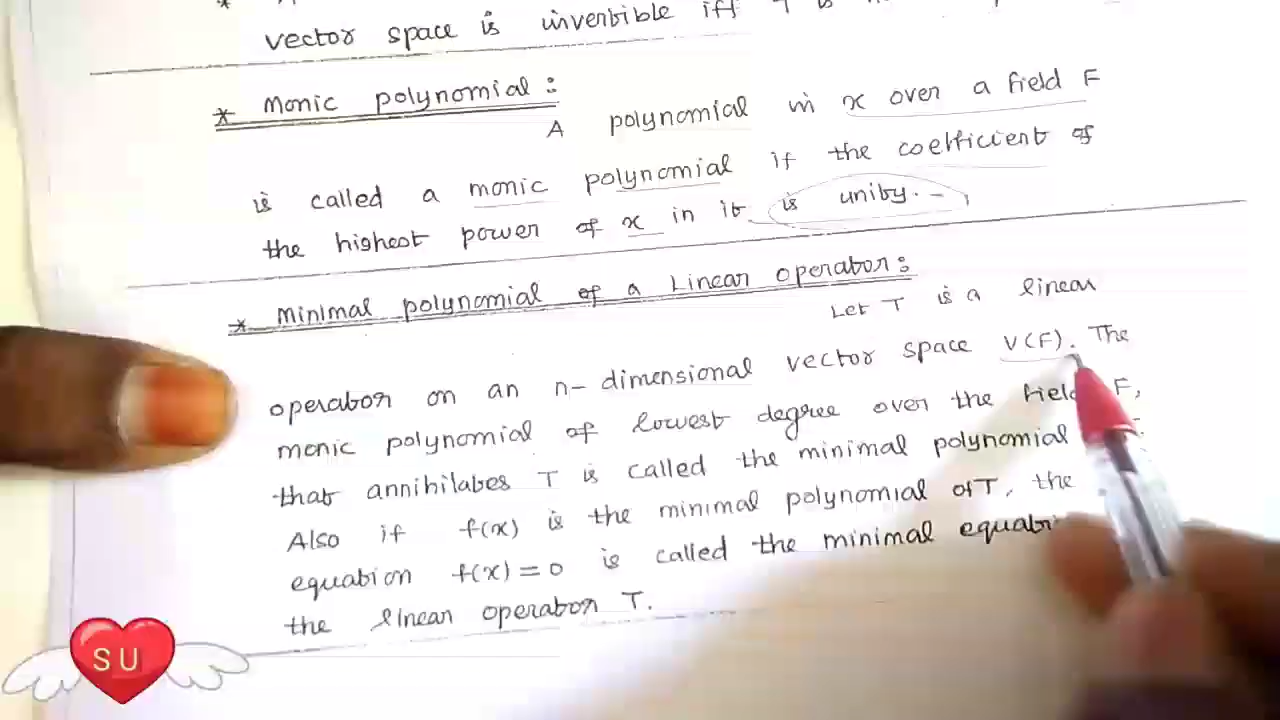 *
vector space is invertible iff T is
* Monic polynomial :
A polynomial in x over a field F
is called a monic polynomial if the coefficient of
the highest power of x in it is unity. -
* Minimal polynomial of a Linear operator :
Let T is a linear
operator on an n-dimensional vector space V(F). The
monic polynomial of lowest degree over the field F,
that annihilates T is called the minimal polynomial
Also if f(x) is the minimal polynomial of T, the
equation f(x) = 0 is called the minimal
the linear operator T.
SU